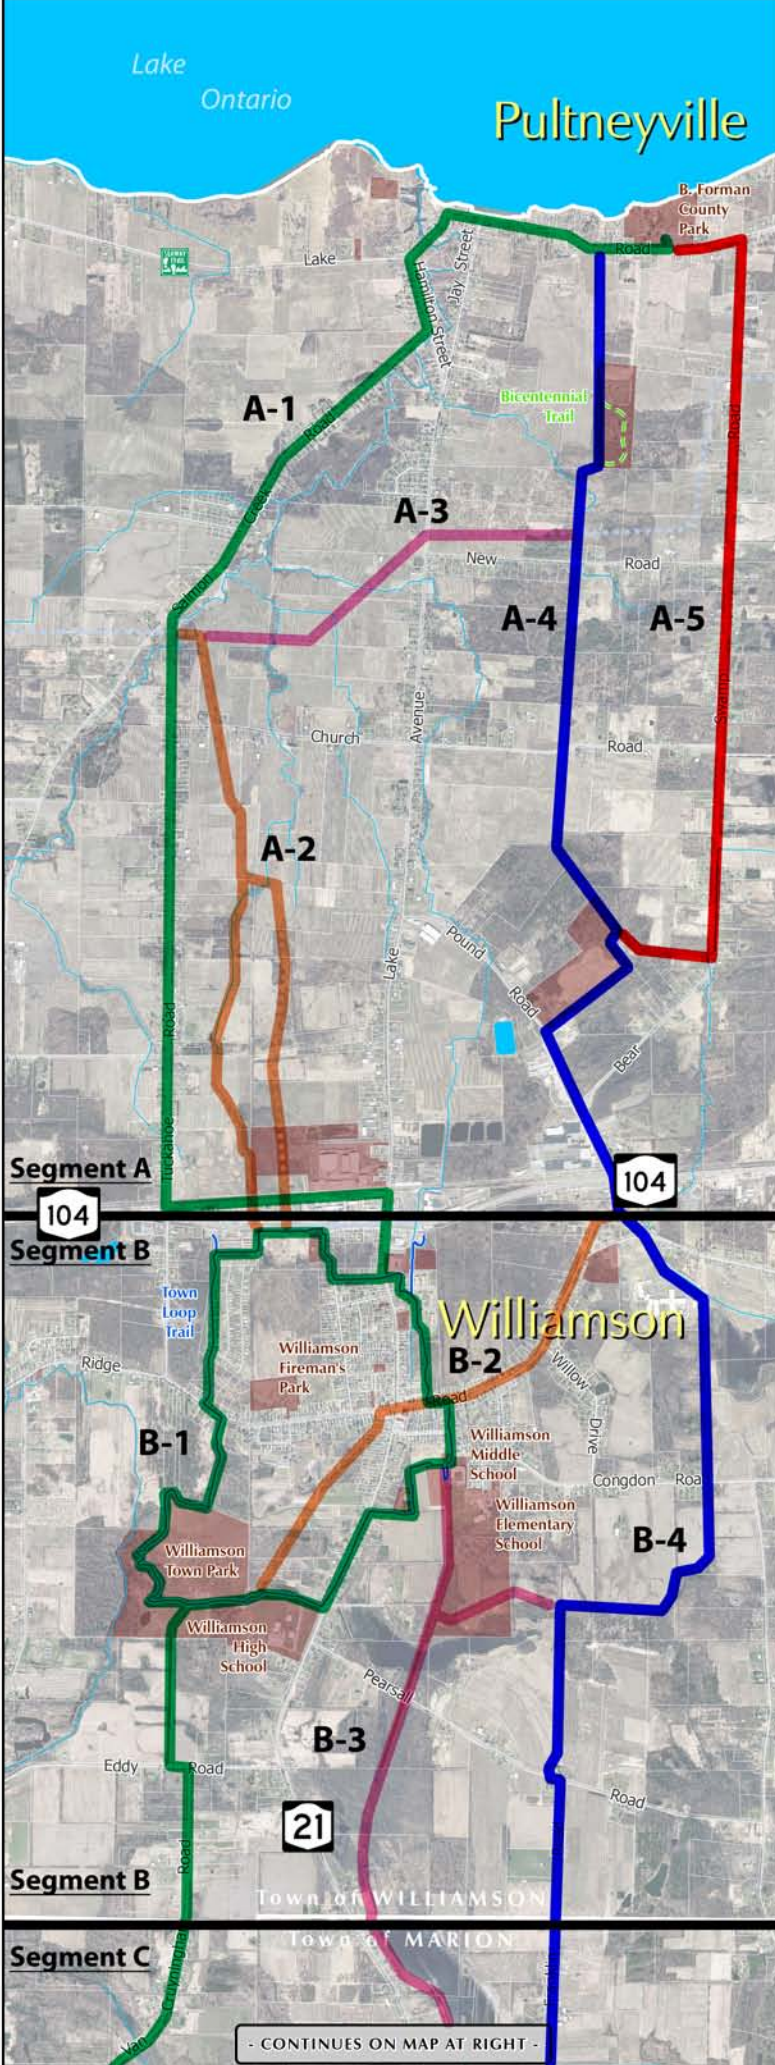 Lake
Ontario
Pultneyville
B. Forman
County
Park
Lake
Road
Hamilton Street
Jay Street
A-1
Bicentennial
Trail
Road
Road
A-3
Creek
New
Road
Salmon
A-4
A-5
Swamp
Avenue
Church
Road
A-2
Pound
Road
Lake
Road
Bear
Tuckahoe
Segment A
104
104
Segment B
Town
Loop
Trail
Williamson
Williamson
Fireman's
Park
B-2
Ridge
Road
Willow
Drive
B-1
Williamson
Middle
School
Congdon Roa
Williamson
Elementary
School
B-4
Williamson
Town Park
Williamson
High
School
Pearsall
B-3
Eddy
Road
Road
21
Road
Segment B
Town of WILLIAMSON
Town of MARION
Segment C
Cruyningham
Van
- CONTINUES ON MAP AT RIGHT -